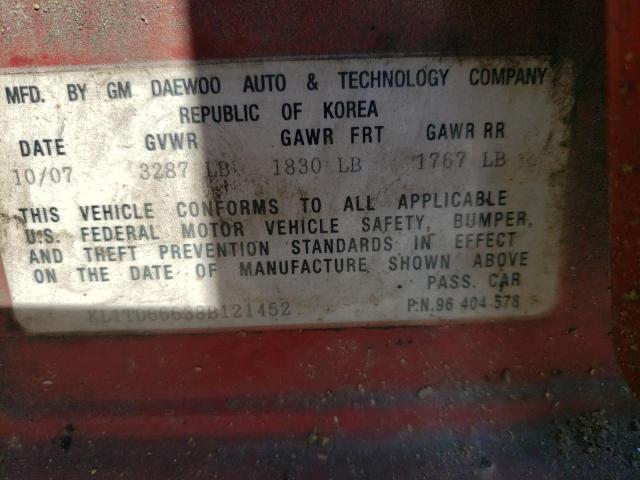 MFD. BY GM DAEWOO AUTO & TECHNOLOGY COMPANY
REPUBLIC OF KOREA
DATE GVWR GAWR FRT GAWR RR
10/07 3287 LB 1830 LB 1767 LB
THIS VEHICLE CONFORMS TO ALL APPLICABLE
U.S. FEDERAL MOTOR VEHICLE SAFETY, BUMPER,
AND THEFT PREVENTION STANDARDS IN EFFECT
ON THE DATE OF MANUFACTURE SHOWN ABOVE
PASS. CAR
KL1TD66638B121452 P.N.96 404 578